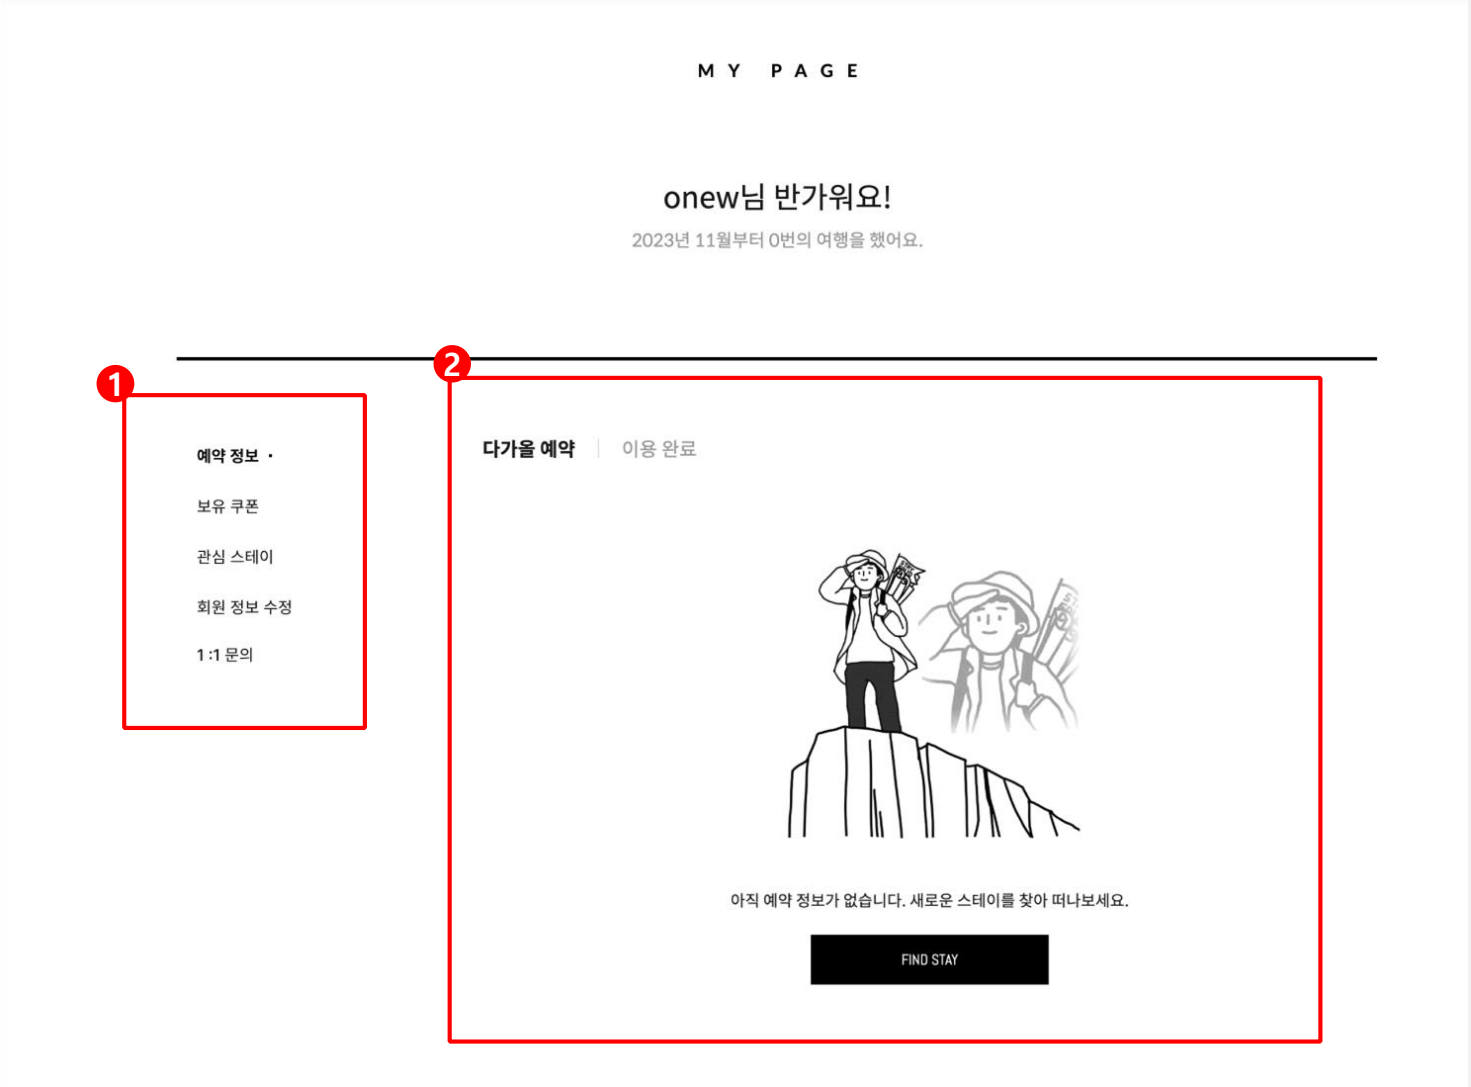 MY PAGE
onew님 반가워요!
2023년 11월부터 0번의 여행을 했어요.
1
2
예약 정보 ·
보유 쿠폰
관심 스테이
회원 정보 수정
1 :1 문의
다가올 예약 | 이용 완료
아직 예약 정보가 없습니다. 새로운 스테이를 찾아 떠나보세요.
FIND STAY